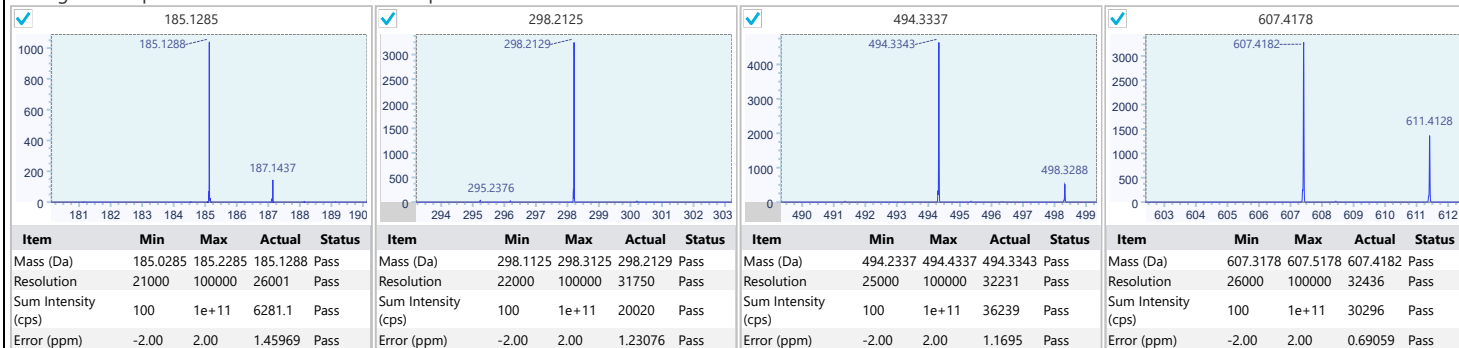 185.1285
1000
800
600
400
200
0
185.1288
187.1437
181 182 183 184 185 186 187 188 189 190
Item Min Max Actual Status
Mass (Da) 185.0285 185.2285 185.1288 Pass
Resolution 21000 100000 26001 Pass
Sum Intensity (cps) 100 1e+11 6281.1 Pass
Error (ppm) -2.00 2.00 1.45969 Pass
298.2125
3000
2500
2000
1500
1000
500
0
298.2129
295.2376
294 295 296 297 298 299 300 301 302 303
Item Min Max Actual Status
Mass (Da) 298.1125 298.3125 298.2129 Pass
Resolution 22000 100000 31750 Pass
Sum Intensity (cps) 100 1e+11 20020 Pass
Error (ppm) -2.00 2.00 1.23076 Pass
494.3337
4000
3000
2000
1000
0
494.3343
498.3288
490 491 492 493 494 495 496 497 498 499
Item Min Max Actual Status
Mass (Da) 494.2337 494.4337 494.3343 Pass
Resolution 25000 100000 32231 Pass
Sum Intensity (cps) 100 1e+11 36239 Pass
Error (ppm) -2.00 2.00 1.1695 Pass
607.4178
3000
2500
2000
1500
1000
500
0
607.4182
611.4128
603 604 605 606 607 608 609 610 611 612
Item Min Max Actual Status
Mass (Da) 607.3178 607.5178 607.4182 Pass
Resolution 26000 100000 32436 Pass
Sum Intensity (cps) 100 1e+11 30296 Pass
Error (ppm) -2.00 2.00 0.69059 Pass